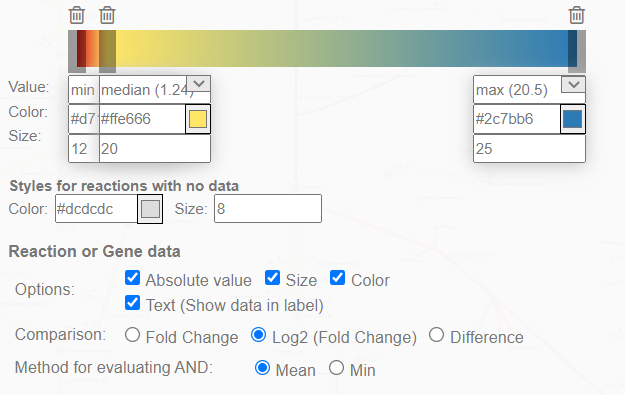 Value: min median (1.24) max (20.5)
Color: #d7 #ffe666 #2c7bb6
Size: 12 20 25
Styles for reactions with no data
Color: #dcdcdc Size: 8
Reaction or Gene data
Options: Absolute value Size Color
Text (Show data in label)
Comparison: Fold Change Log2 (Fold Change) Difference
Method for evaluating AND: Mean Min